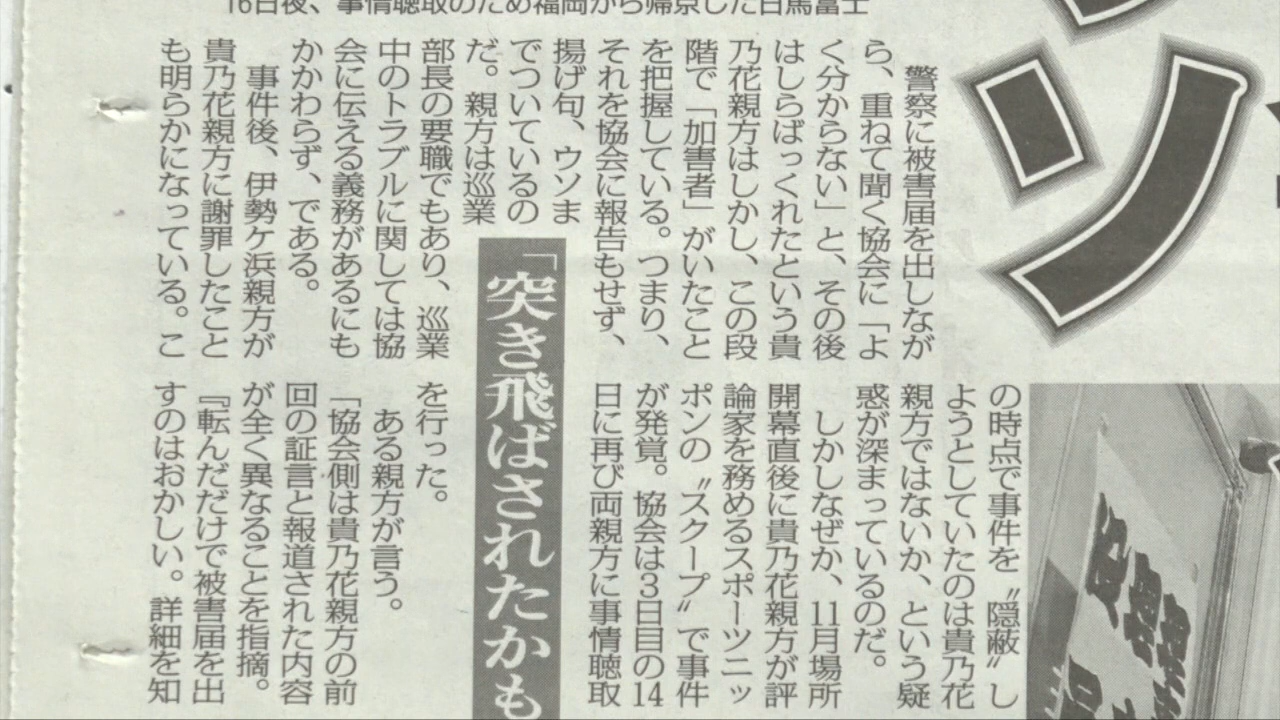 16日夜、事情聴取のため福岡から帰京した日馬富士
ソ
警察に被害届を出しなが
ら、重ねて聞く協会に「よ
く分からない」と、その後
はしらばっくれたという貴
乃花親方はしかし、この段
階で「加害者」がいたこと
を把握している。つまり、
それを協会に報告もせず、
揚げ句、ウソま
でついているの
だ。親方は巡業
部長の要職でもあり、巡業
中のトラブルに関しては協
会に伝える義務があるにも
かかわらず、である。
事件後、伊勢ケ浜親方が
貴乃花親方に謝罪したこと
も明らかになっている。こ
の時点で事件を〝隠蔽〟し
ようとしていたのは貴乃花
親方ではないか、という疑
惑が深まっているのだ。
しかしなぜか、11月場所
開幕直後に貴乃花親方が評
論家を務めるスポーツニッ
ポンの〝スクープ〟で事件
が発覚。協会は3日目の14
日に再び両親方に事情聴取
「突き飛ばされたかも
を行った。
ある親方が言う。
「協会側は貴乃花親方の前
回の証言と報道された内容
が全く異なることを指摘。
『転んだだけで被害届を出
すのはおかしい。詳細を知